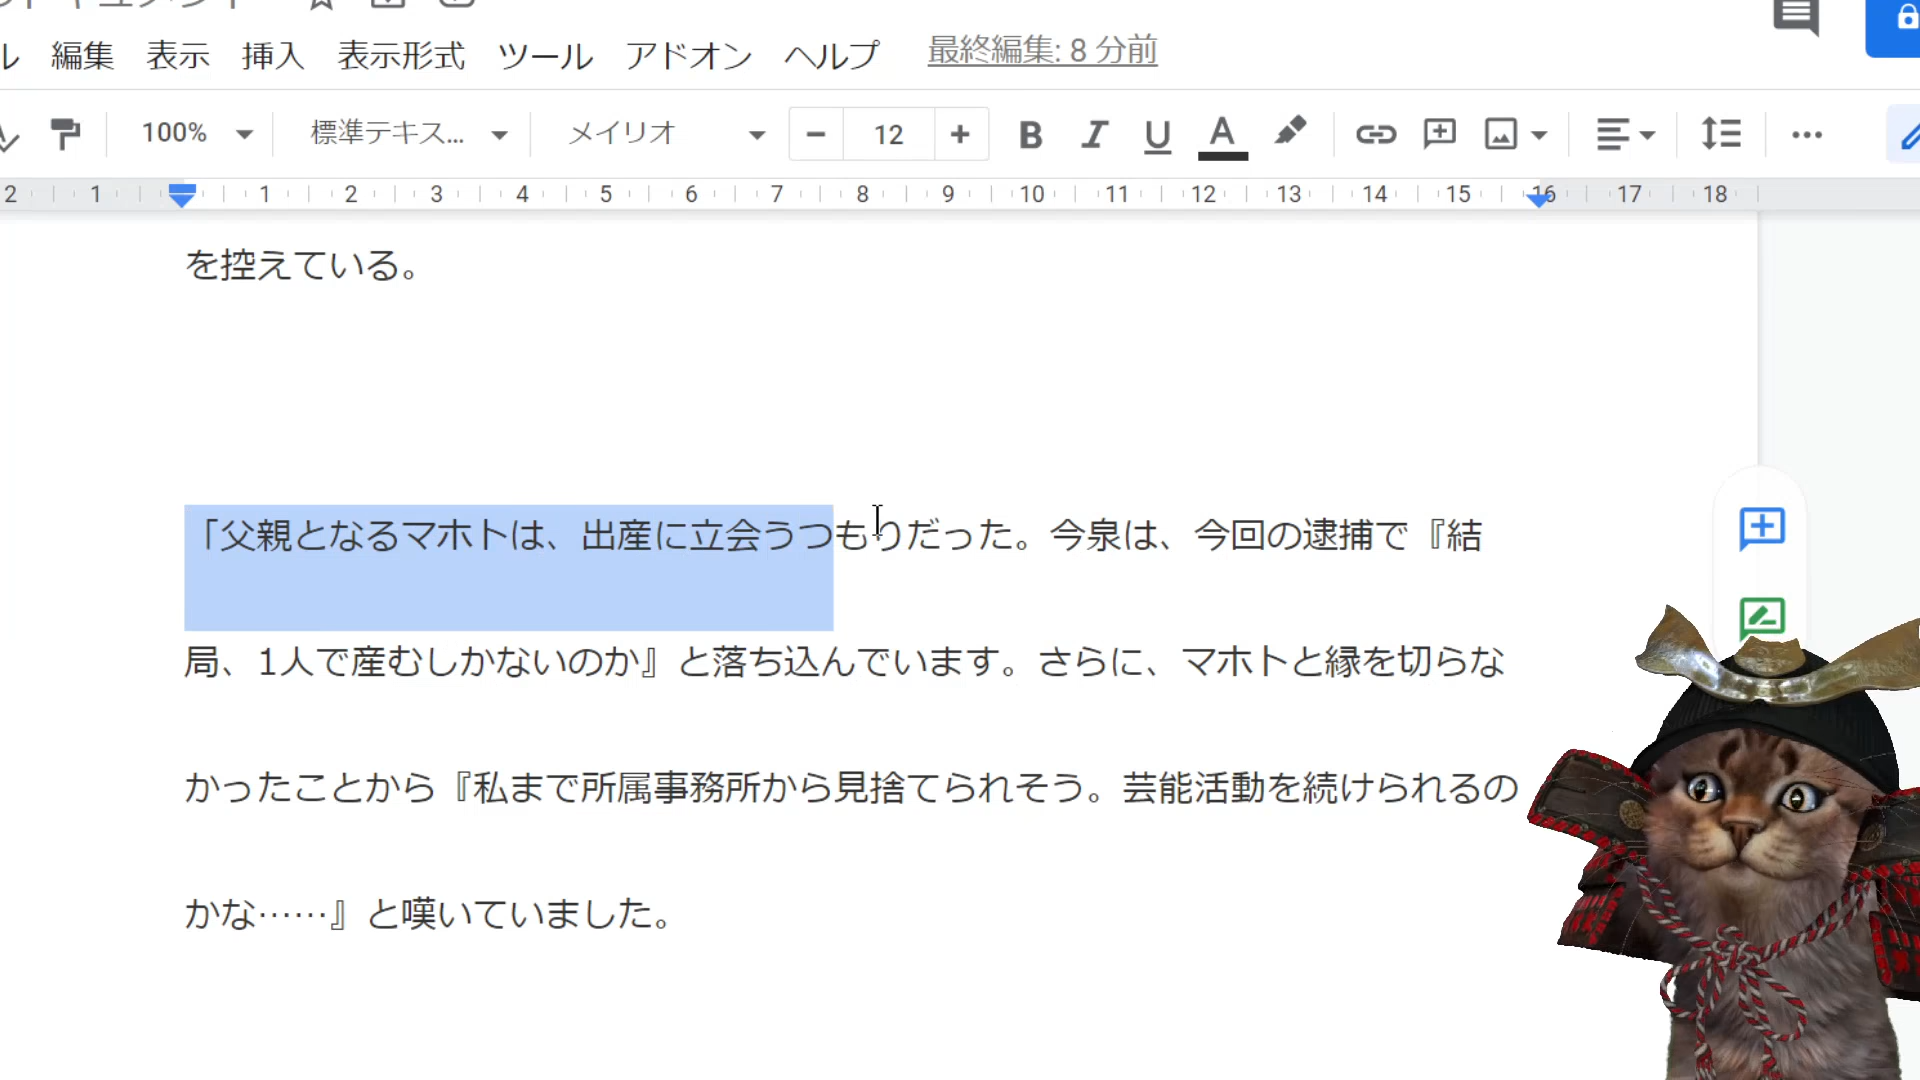 編集 表示 挿入 表示形式 ツール アドオン ヘルプ 最終編集: 8 分前
100% 標準テキス... メイリオ 12 B I U A
2 1 1 2 3 4 5 6 7 8 9 10 11 12 13 14 15 16 17 18
を控えている。
「父親となるマホトは、出産に立会うつもりだった。今泉は、今回の逮捕で『結
局、1人で産むしかないのか』と落ち込んでいます。さらに、マホトと縁を切らな
かったことから『私まで所属事務所から見捨てられそう。芸能活動を続けられるの
かな……』と嘆いていました。